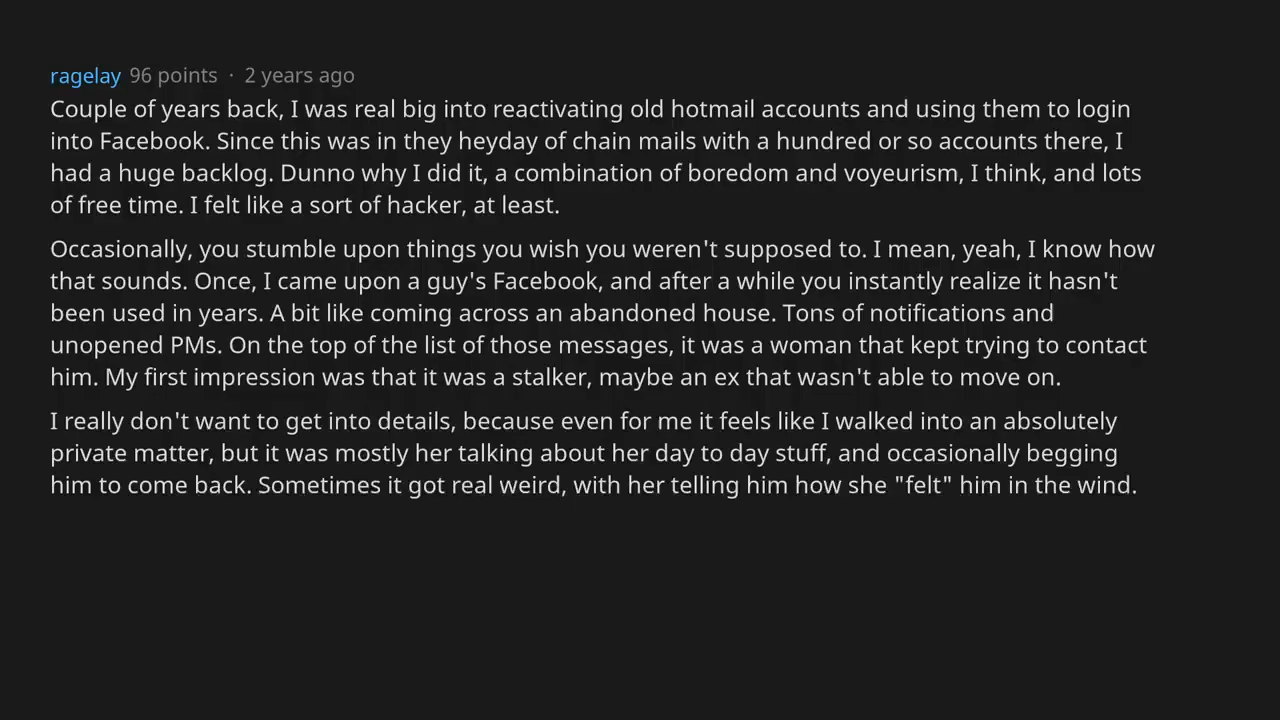 ragelay 96 points · 2 years ago
Couple of years back, I was real big into reactivating old hotmail accounts and using them to login
into Facebook. Since this was in they heyday of chain mails with a hundred or so accounts there, I
had a huge backlog. Dunno why I did it, a combination of boredom and voyeurism, I think, and lots
of free time. I felt like a sort of hacker, at least.
Occasionally, you stumble upon things you wish you weren't supposed to. I mean, yeah, I know how
that sounds. Once, I came upon a guy's Facebook, and after a while you instantly realize it hasn't
been used in years. A bit like coming across an abandoned house. Tons of notifications and
unopened PMs. On the top of the list of those messages, it was a woman that kept trying to contact
him. My first impression was that it was a stalker, maybe an ex that wasn't able to move on.
I really don't want to get into details, because even for me it feels like I walked into an absolutely
private matter, but it was mostly her talking about her day to day stuff, and occasionally begging
him to come back. Sometimes it got real weird, with her telling him how she "felt" him in the wind.